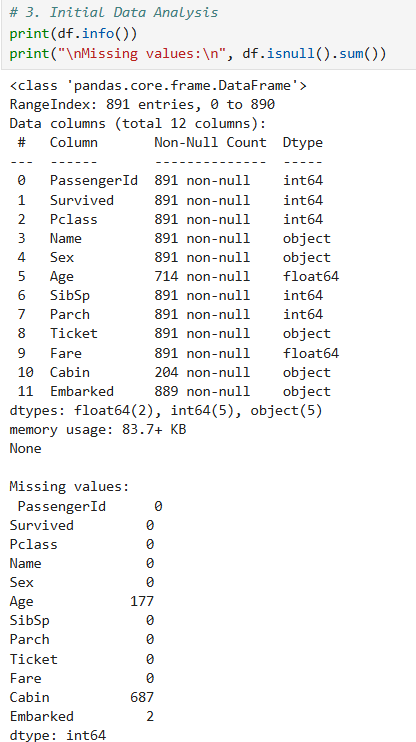 # 3. Initial Data Analysis
print(df.info())
print("\nMissing values:\n", df.isnull().sum())
<class 'pandas.core.frame.DataFrame'>
RangeIndex: 891 entries, 0 to 890
Data columns (total 12 columns):
 #   Column       Non-Null Count  Dtype
---  ------       --------------  -----
 0   PassengerId  891 non-null    int64
 1   Survived     891 non-null    int64
 2   Pclass       891 non-null    int64
 3   Name         891 non-null    object
 4   Sex          891 non-null    object
 5   Age          714 non-null    float64
 6   SibSp        891 non-null    int64
 7   Parch        891 non-null    int64
 8   Ticket       891 non-null    object
 9   Fare         891 non-null    float64
 10  Cabin        204 non-null    object
 11  Embarked     889 non-null    object
dtypes: float64(2), int64(5), object(5)
memory usage: 83.7+ KB
None

Missing values:
 PassengerId      0
Survived         0
Pclass           0
Name             0
Sex              0
Age            177
SibSp            0
Parch            0
Ticket           0
Fare             0
Cabin          687
Embarked         2
dtype: int64